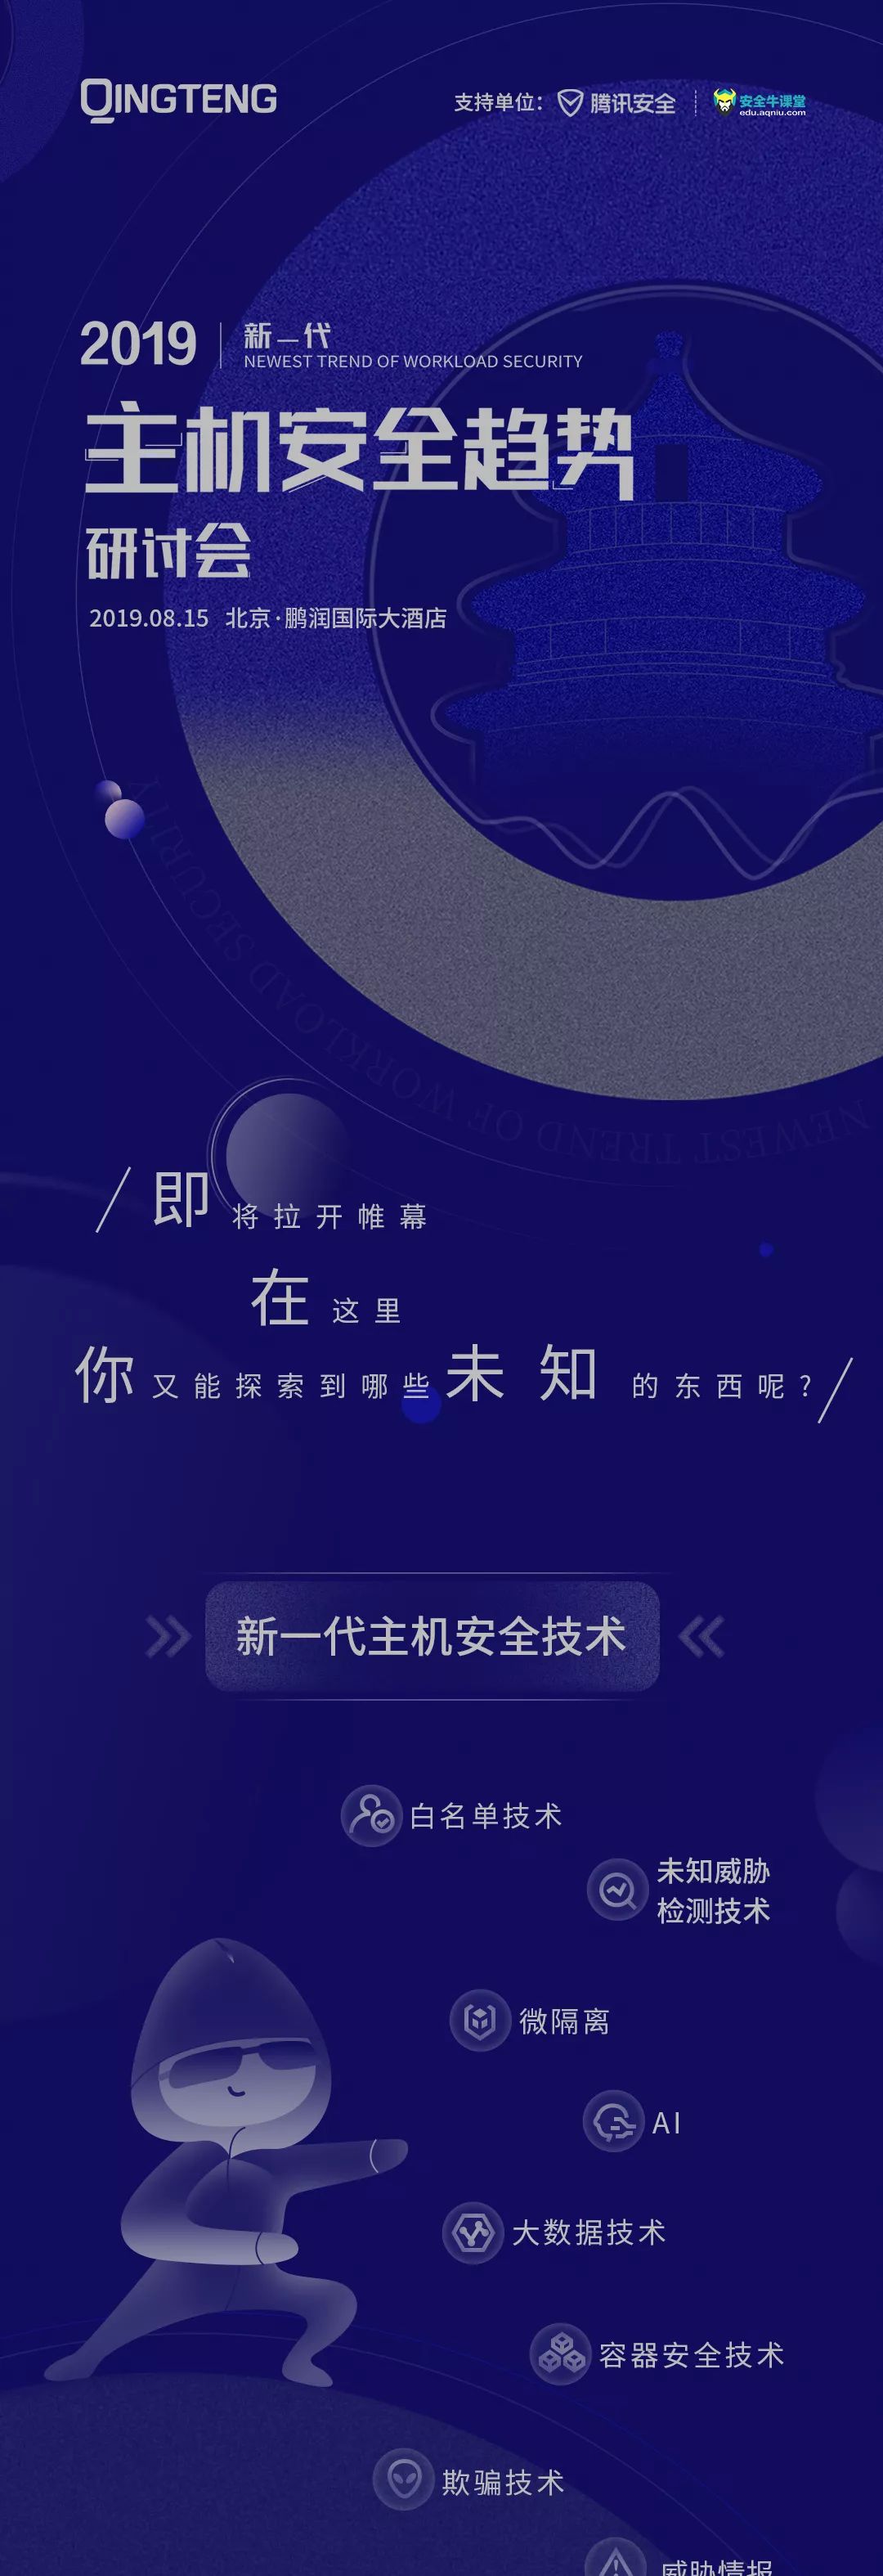 QINGTENG
支持单位： 腾讯安全 安全牛课堂
edu.aqniu.com
2019 新一代
NEWEST TREND OF WORKLOAD SECURITY
主机安全趋势
研讨会
2019.08.15 北京·鹏润国际大酒店
NEWEST TREND OF WORKLOAD SECURITY
即将拉开帷幕
在这里
你又能探索到哪些未知的东西呢?
新一代主机安全技术
白名单技术
未知威胁
检测技术
微隔离
AI
大数据技术
容器安全技术
欺骗技术
威胁情报